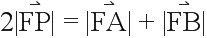 2|F⃗P| = |F⃗A| + |F⃗B|